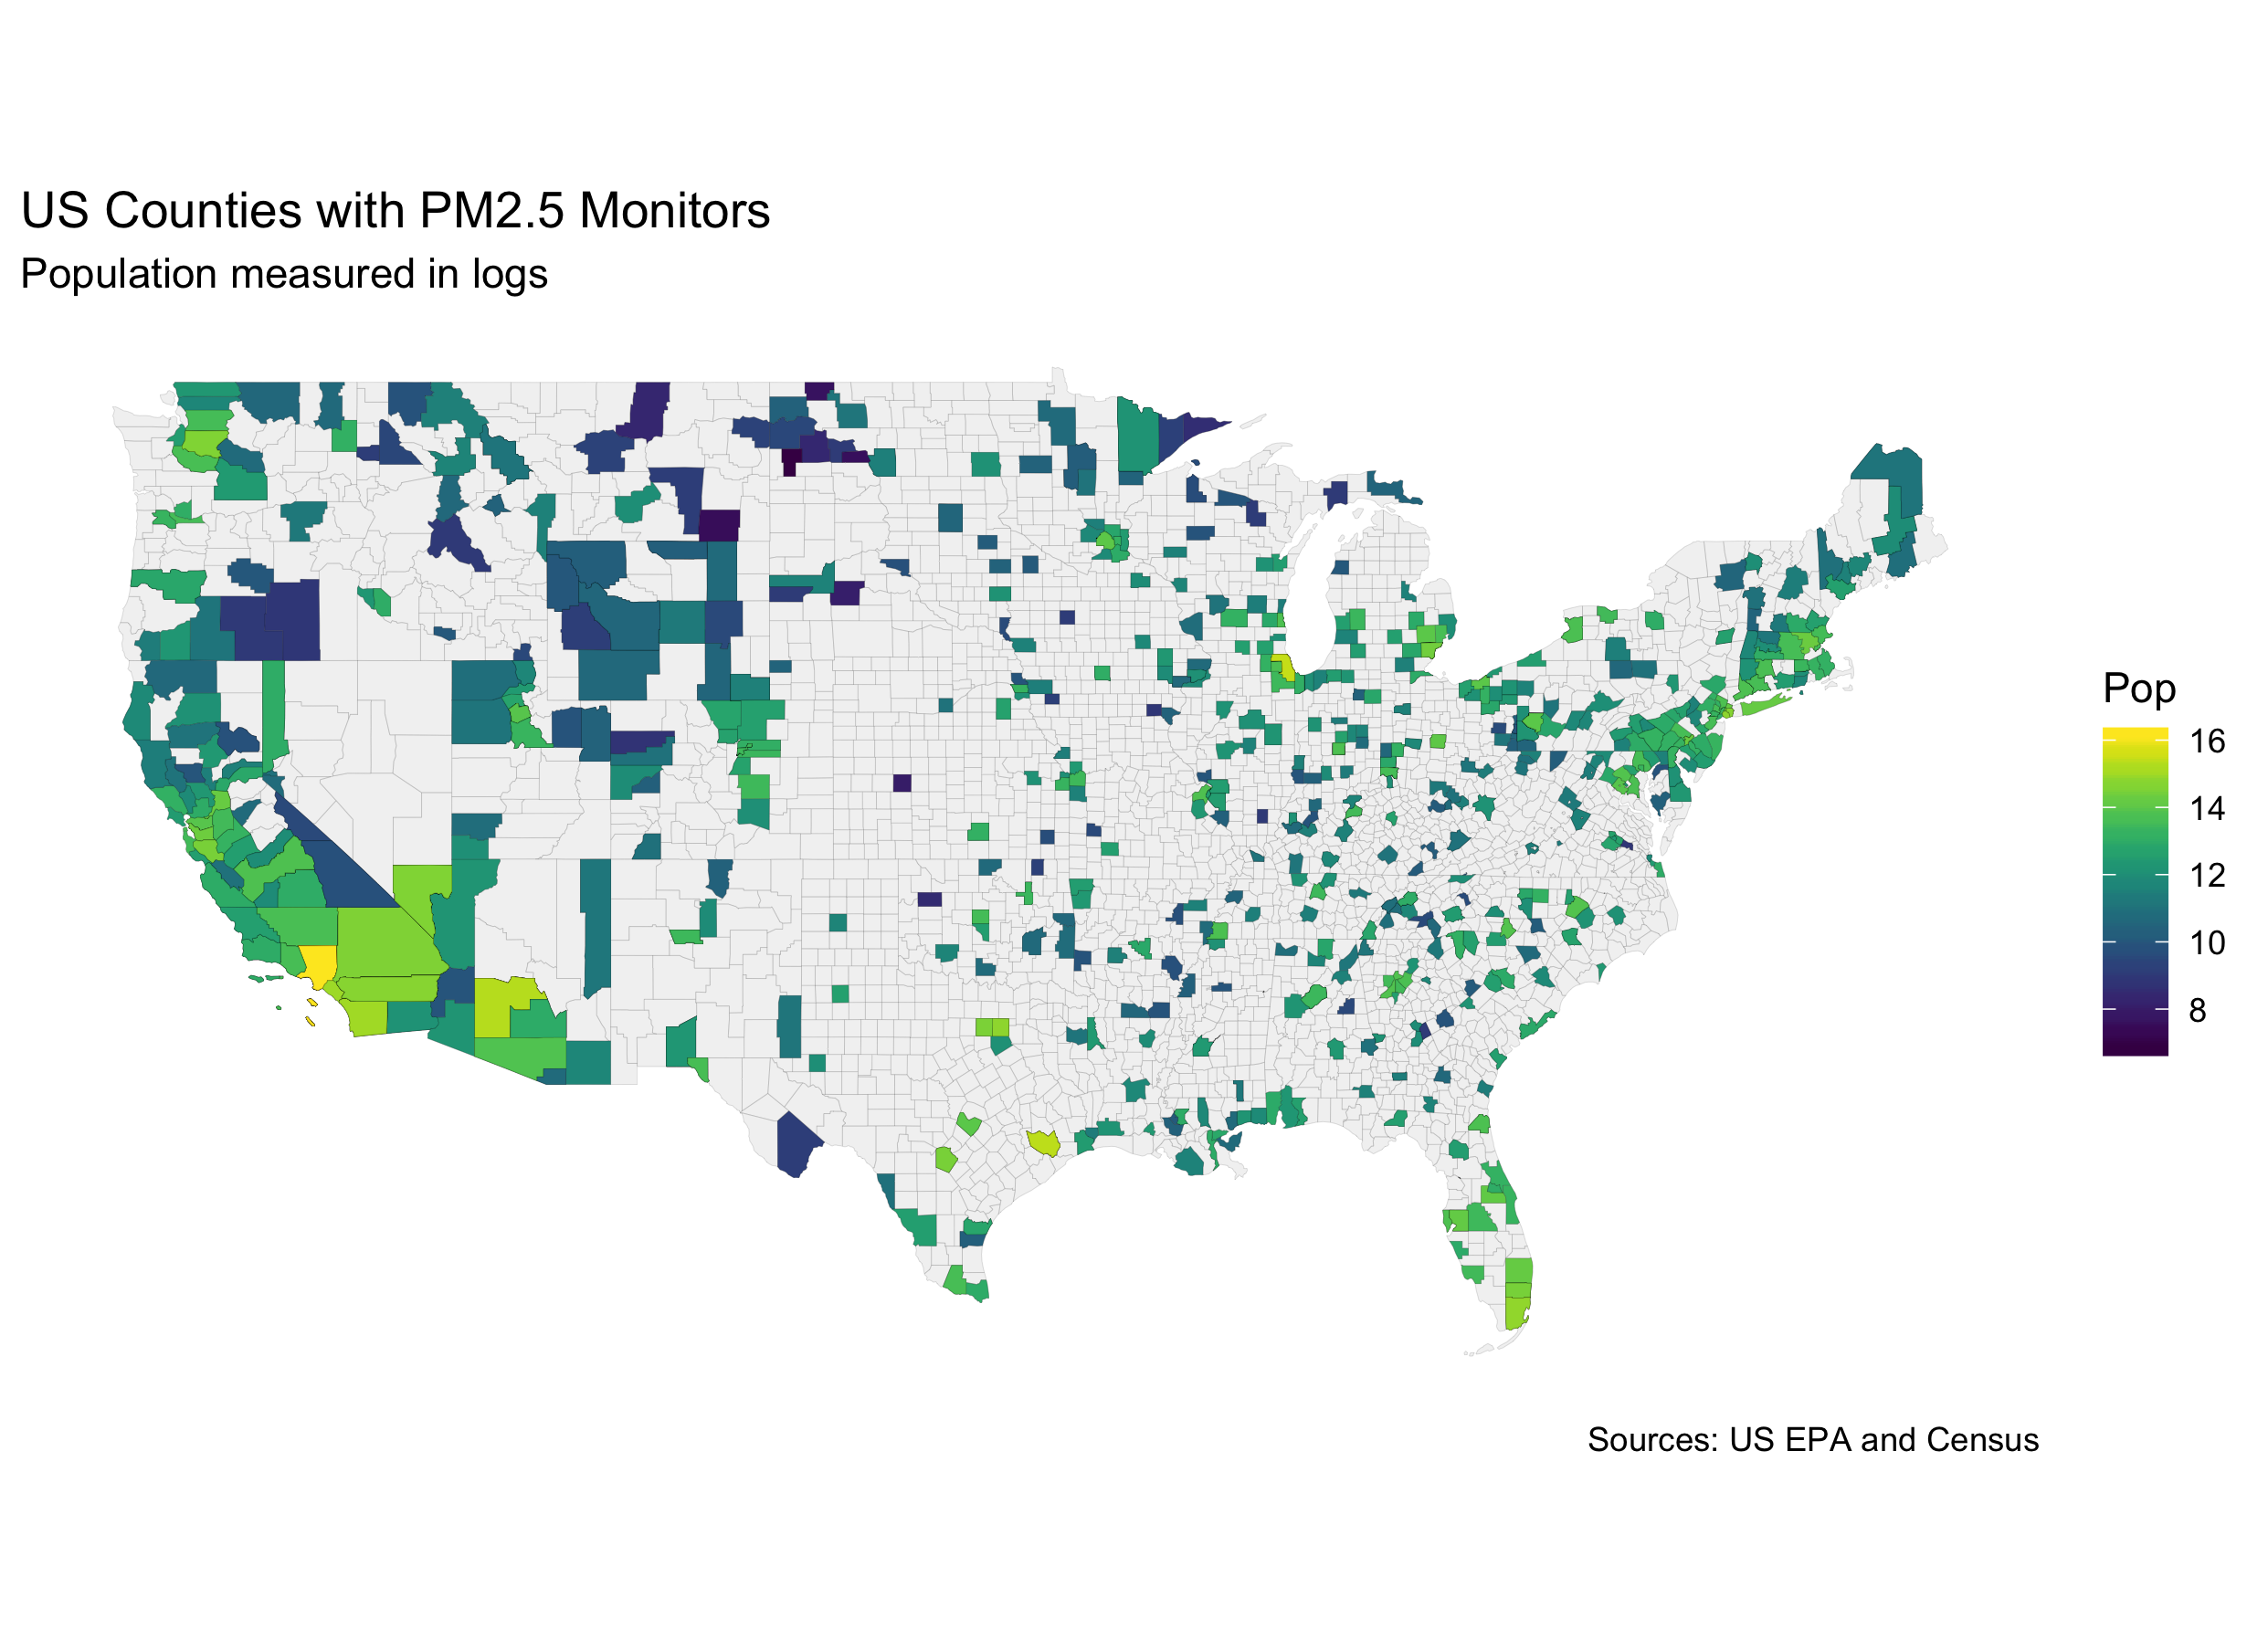 US Counties with PM2.5 Monitors
Population measured in logs
Pop
16
14
12
10
8
Sources: US EPA and Census